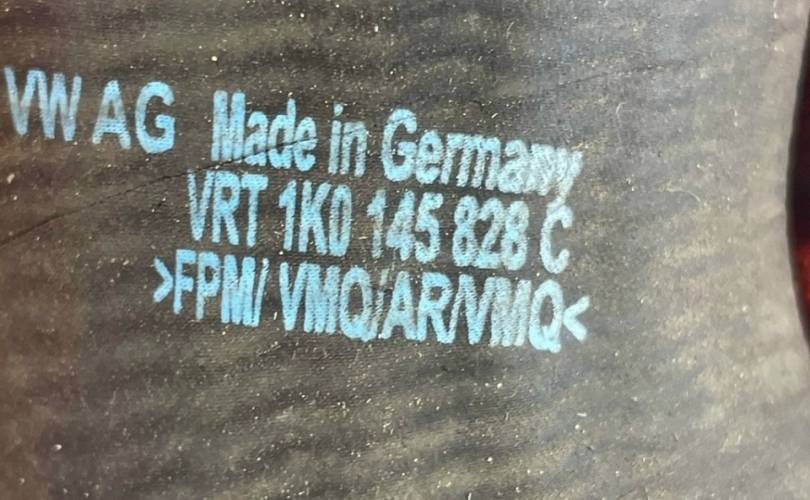 VW AG Made in Germany
VRT 1K0 145 828 C
>FPM/ VMQ/AR/VMQ<